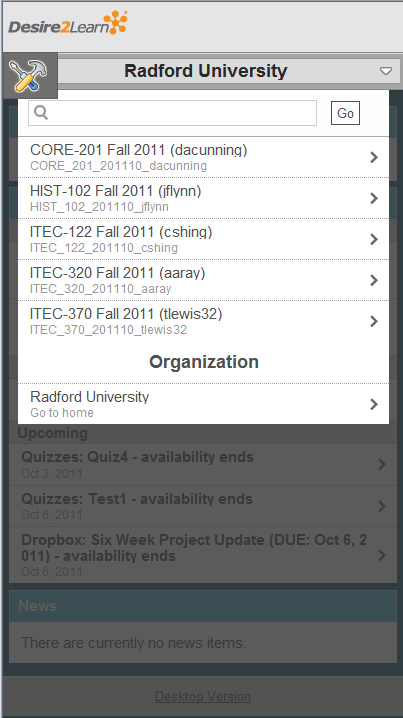 Desire2Learn
Radford University
Go
CORE-201 Fall 2011 (dacunning)
CORE_201_201110_dacunning
HIST-102 Fall 2011 (jflynn)
HIST_102_201110_jflynn
ITEC-122 Fall 2011 (cshing)
ITEC_122_201110_cshing
ITEC-320 Fall 2011 (aaray)
ITEC_320_201110_aaray
ITEC-370 Fall 2011 (tlewis32)
ITEC_370_201110_tlewis32
Organization
Radford University
Go to home
Upcoming
Quizzes: Quiz4 - availability ends
Oct 3, 2011
Quizzes: Test1 - availability ends
Oct 6, 2011
Dropbox: Six Week Project Update (DUE: Oct 6, 2
011) - availability ends
Oct 6, 2011
News
There are currently no news items.
Desktop Version